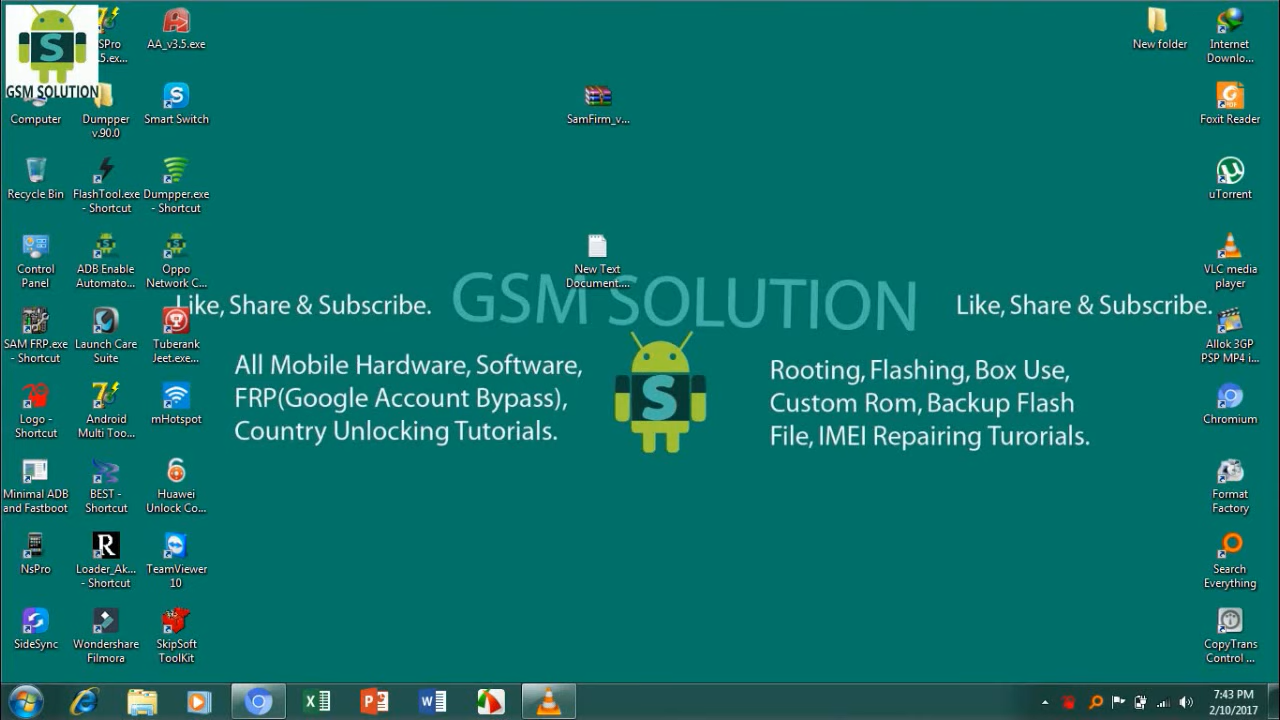 S
GSM SOLUTION
SPro
.5.ex...
AA_v3.5.exe
Computer
Dumpper
v.90.0
Smart Switch
Recycle Bin
FlashTool.exe
- Shortcut
Dumpper.exe
- Shortcut
Control
Panel
ADB Enable
Automato...
Oppo
Network C...
SAM FRP.exe
- Shortcut
Launch Care
Suite
Tuberank
Jeet.exe...
Logo -
Shortcut
Android
Multi Too...
mHotspot
Minimal ADB
and Fastboot
BEST -
Shortcut
Huawei
Unlock Co...
NsPro
R
Loader_Ak...
- Shortcut
TeamViewer
10
SideSync
Wondershare
Filmora
SkipSoft
ToolKit
SamFirm_v...
New Text
Document....
GSM SOLUTION
Like, Share & Subscribe.
Like, Share & Subscribe.
All Mobile Hardware, Software,
FRP(Google Account Bypass),
Country Unlocking Tutorials.
S
Rooting, Flashing, Box Use,
Custom Rom, Backup Flash
File, IMEI Repairing Turorials.
New folder
Internet
Downlo...
Foxit Reader
uTorrent
VLC media
player
Allok 3GP
PSP MP4 i...
Chromium
Format
Factory
Search
Everything
CopyTrans
Control ...
7:43 PM
2/10/2017